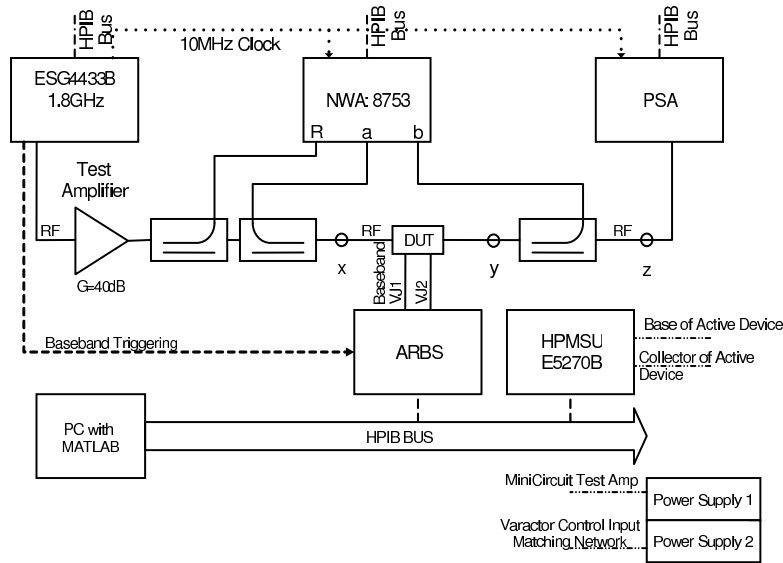 HPIB
Bus
10MHz Clock
HPIB
Bus
HPIB
Bus
ESG4433B
1.8GHz
NWA: 8753
R a b
PSA
Test
Amplifier
RF
G=40dB
x
RF
DUT
y
RF
z
Baseband
VJ1
VJ2
Baseband Triggering
ARBS
HPMSU
E5270B
Base of Active Device
Collector of Active
Device
PC with
MATLAB
HPIB BUS
MiniCircuit Test Amp
Power Supply 1
Varactor Control Input
Matching Network
Power Supply 2